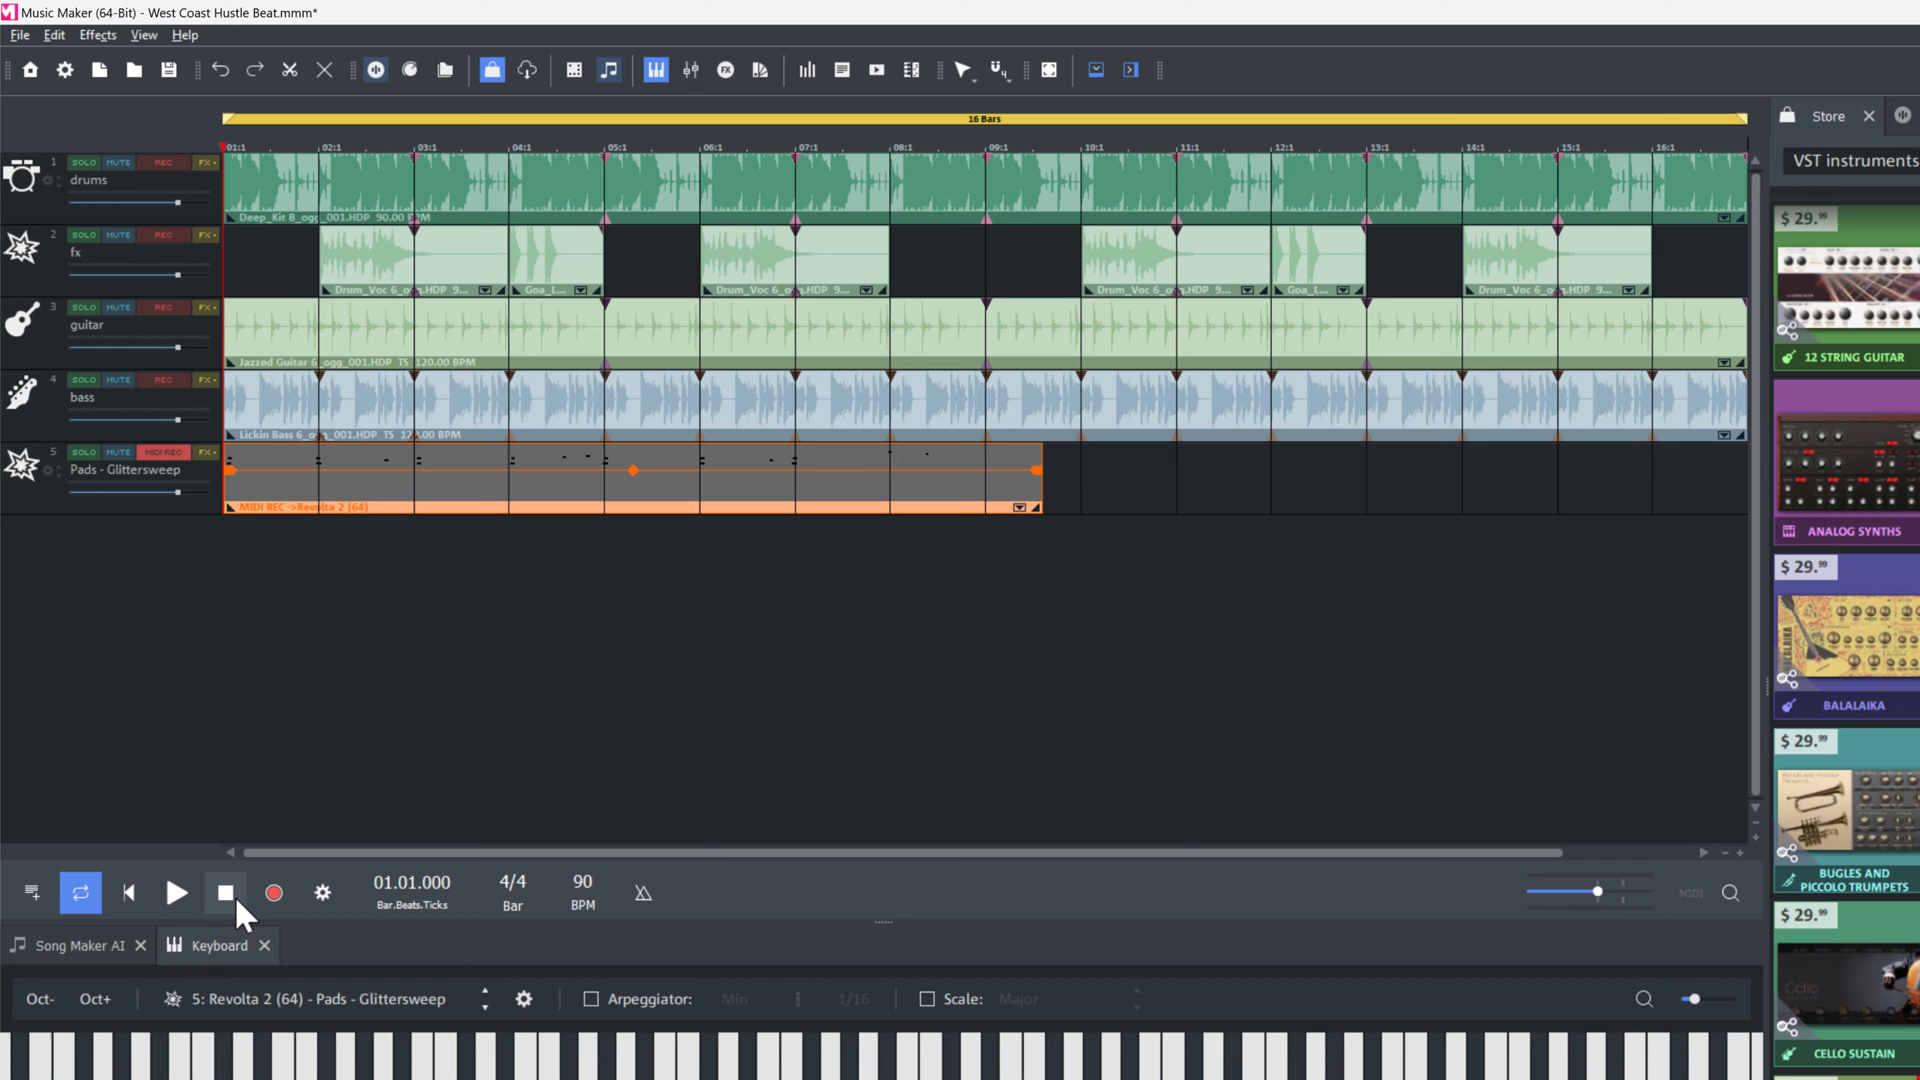 Music Maker (64-Bit) - West Coast Hustle Beat.mmm*
File Edit Effects View Help
16 Bars
01:1 02:1 03:1 04:1 05:1 06:1 07:1 08:1 09:1 10:1 11:1 12:1 13:1 14:1 15:1 16:1
1 SOLO MUTE REC FX
drums
Deep_Kit B_ogg_001.HDP 90.00 BPM
2 SOLO MUTE REC FX
fx
Drum_Voc 6_ogg.HDP 9... Goa_L... Drum_Voc 6_ogg.HDP 9... Drum_Voc 6_ogg.HDP 9... Goa_L... Drum_Voc 6_ogg.HDP 9...
3 SOLO MUTE REC FX
guitar
Jazzed Guitar 6_ogg_001.HDP TS 120.00 BPM
4 SOLO MUTE REC FX
bass
Lickin Bass 6_ogg_001.HDP TS 120.00 BPM
5 SOLO MUTE MIDI REC FX
Pads - Glittersweep
MIDI REC ->Revolta 2 (64)
Store
VST instruments
$ 29.99
12 STRING GUITAR
ANALOG SYNTHS
$ 29.99
BALALAIKA
$ 29.99
BUGLES AND
PICCOLO TRUMPETS
$ 29.99
Cello
CELLO SUSTAIN
01.01.000 4/4 90
Bar.Beats.Ticks Bar BPM
MIDI
Song Maker AI Keyboard
Oct- Oct+ 5: Revolta 2 (64) - Pads - Glittersweep Arpeggiator: Min 1/16 Scale: Major